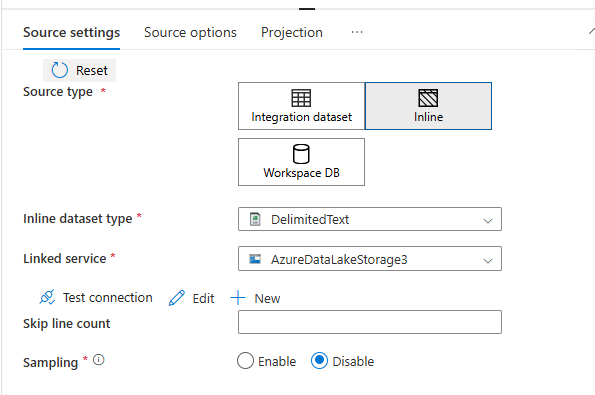 Source settings Source options Projection ...
Reset
Source type *
Integration dataset Inline
Workspace DB
Inline dataset type * DelimitedText
Linked service * AzureDataLakeStorage3
Test connection Edit New
Skip line count
Sampling * Enable Disable